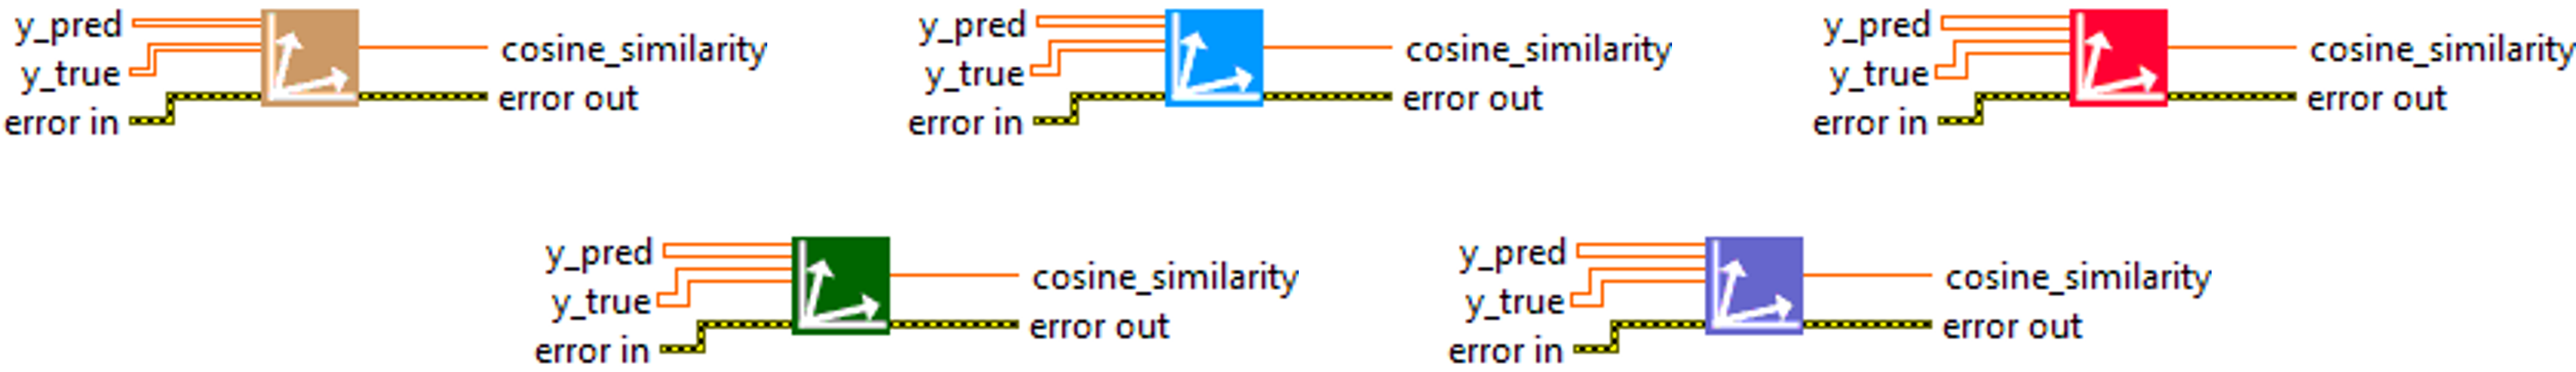 y_pred
y_true
error in
cosine_similarity
error out
y_pred
y_true
error in
cosine_similarity
error out
y_pred
y_true
error in
cosine_similarity
error out
y_pred
y_true
error in
cosine_similarity
error out
y_pred
y_true
error in
cosine_similarity
error out